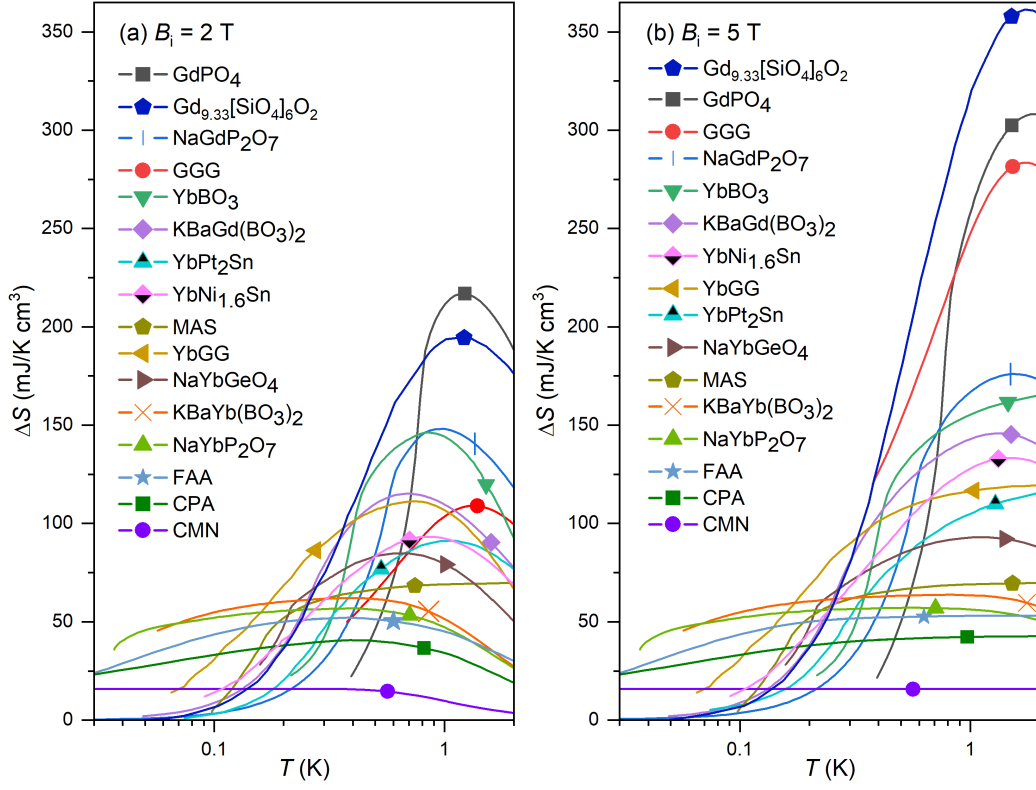 (a) Bᵢ = 2 T
GdPO₄
Gd₉.₃₃[SiO₄]₆O₂
NaGdP₂O₇
GGG
YbBO₃
KBaGd(BO₃)₂
YbPt₂Sn
YbNi₁.₆Sn
MAS
YbGG
NaYbGeO₄
KBaYb(BO₃)₂
NaYbP₂O₇
FAA
CPA
CMN
350
300
250
200
150
100
50
0
ΔS (mJ/K cm³)
0.1
1
T (K)
(b) Bᵢ = 5 T
Gd₉.₃₃[SiO₄]₆O₂
GdPO₄
GGG
NaGdP₂O₇
YbBO₃
KBaGd(BO₃)₂
YbNi₁.₆Sn
YbGG
YbPt₂Sn
NaYbGeO₄
MAS
KBaYb(BO₃)₂
NaYbP₂O₇
FAA
CPA
CMN
350
300
250
200
150
100
50
0
ΔS (mJ/K cm³)
0.1
1
T (K)